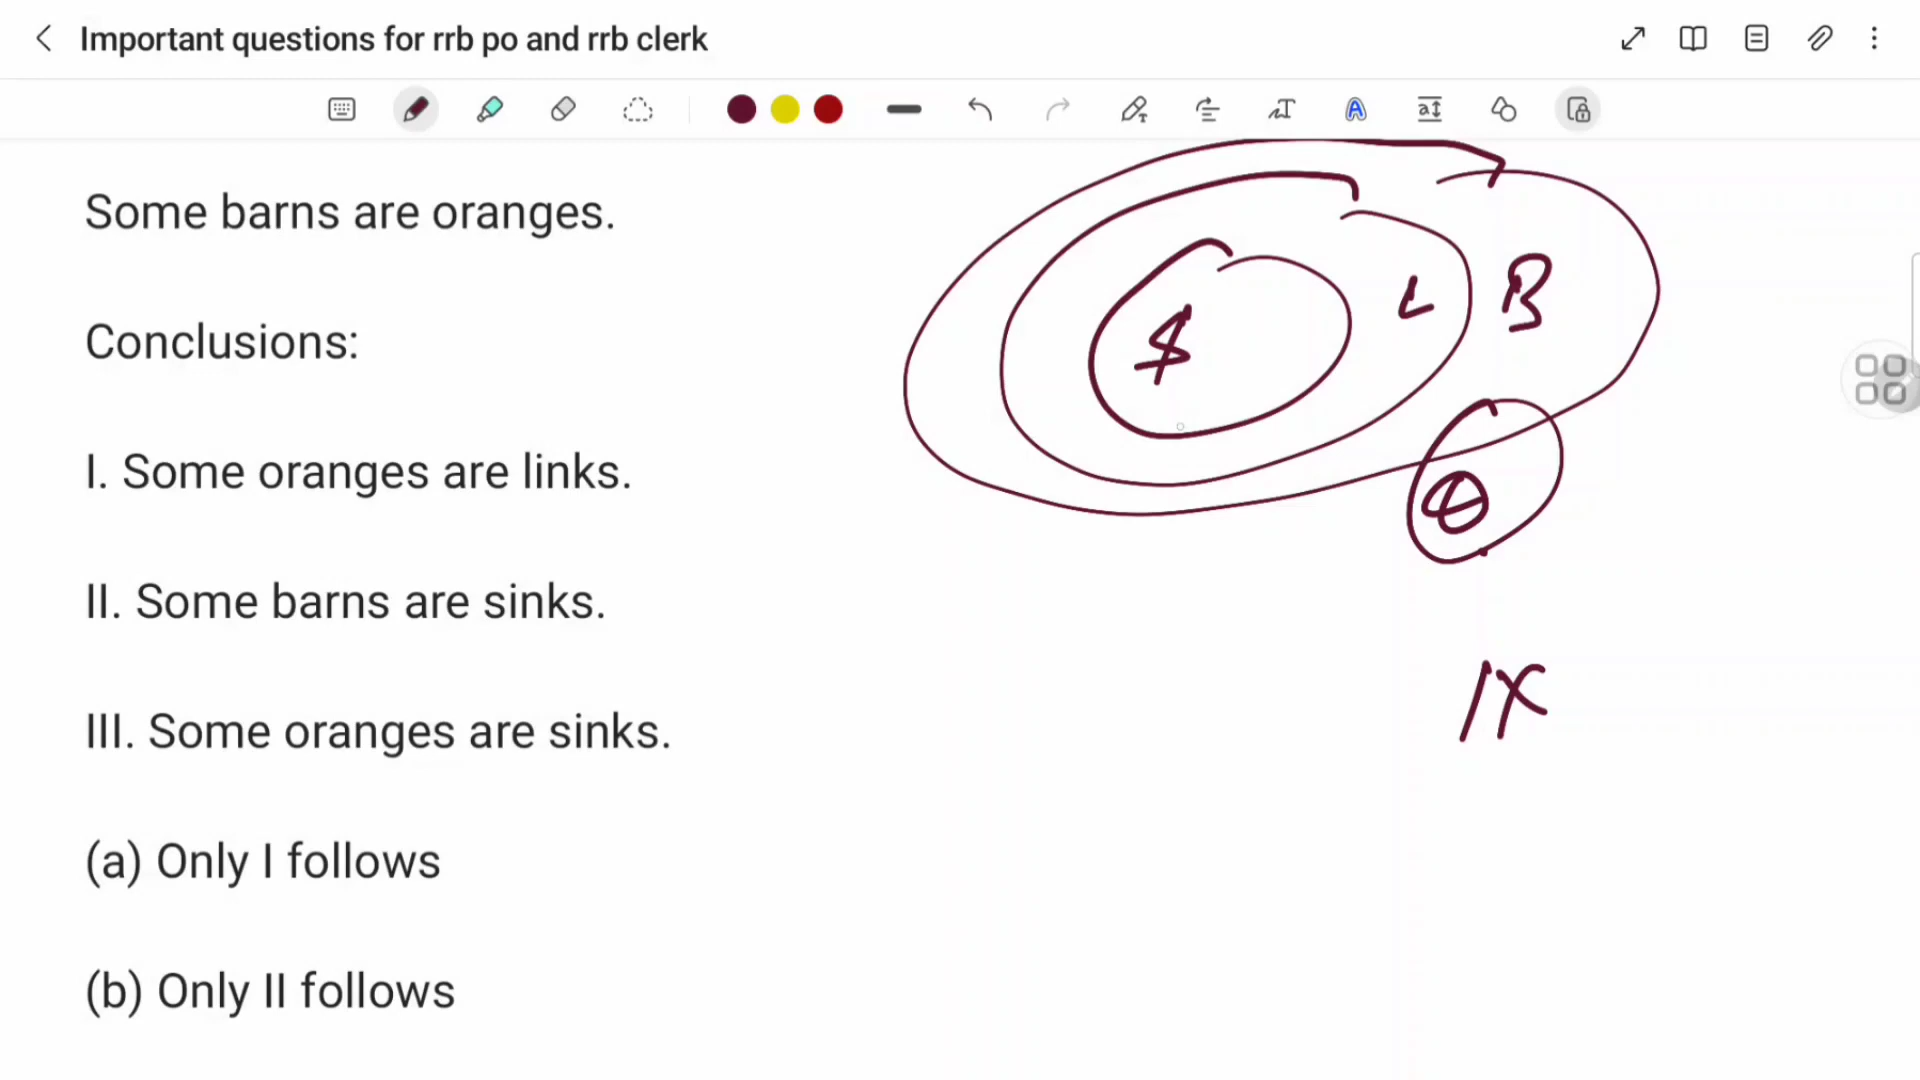 Important questions for rrb po and rrb clerk
Some barns are oranges.
Conclusions:
I. Some oranges are links.
II. Some barns are sinks.
III. Some oranges are sinks.
(a) Only I follows
(b) Only II follows
$
L
B
1X